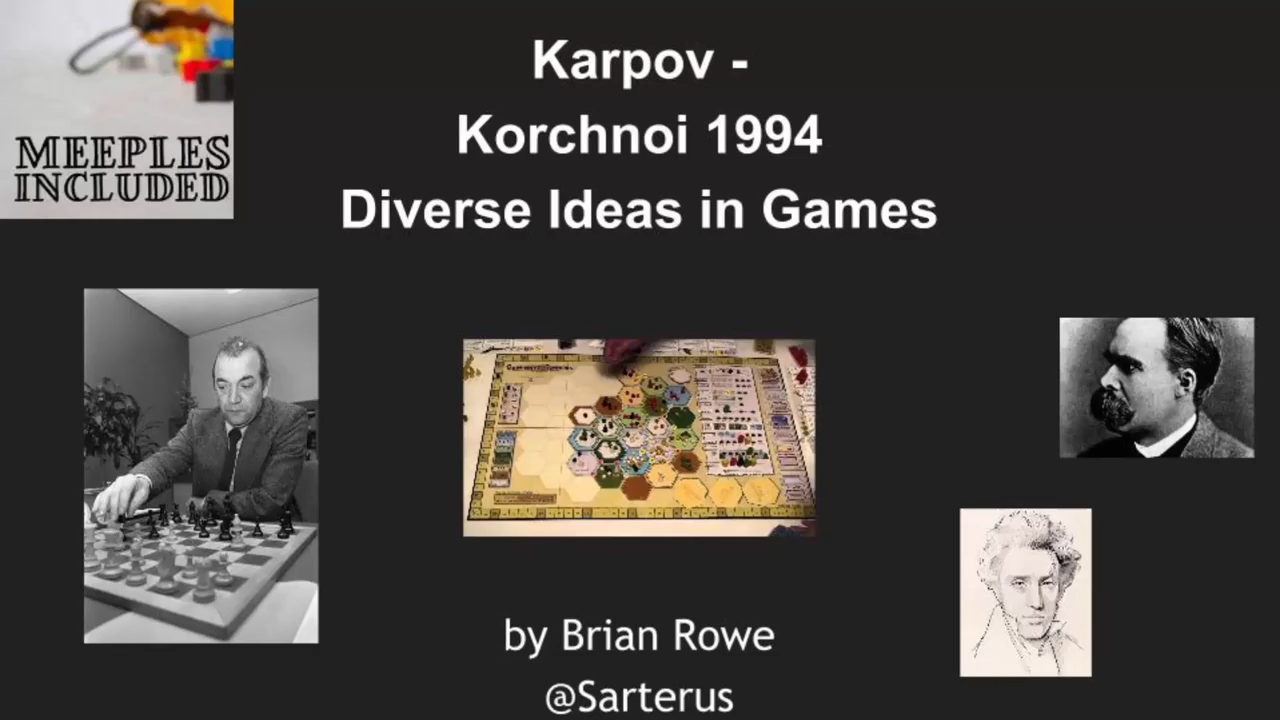 MEEPLES
INCLUDED
Karpov -
Korchnoi 1994
Diverse Ideas in Games
by Brian Rowe
@Sarterus